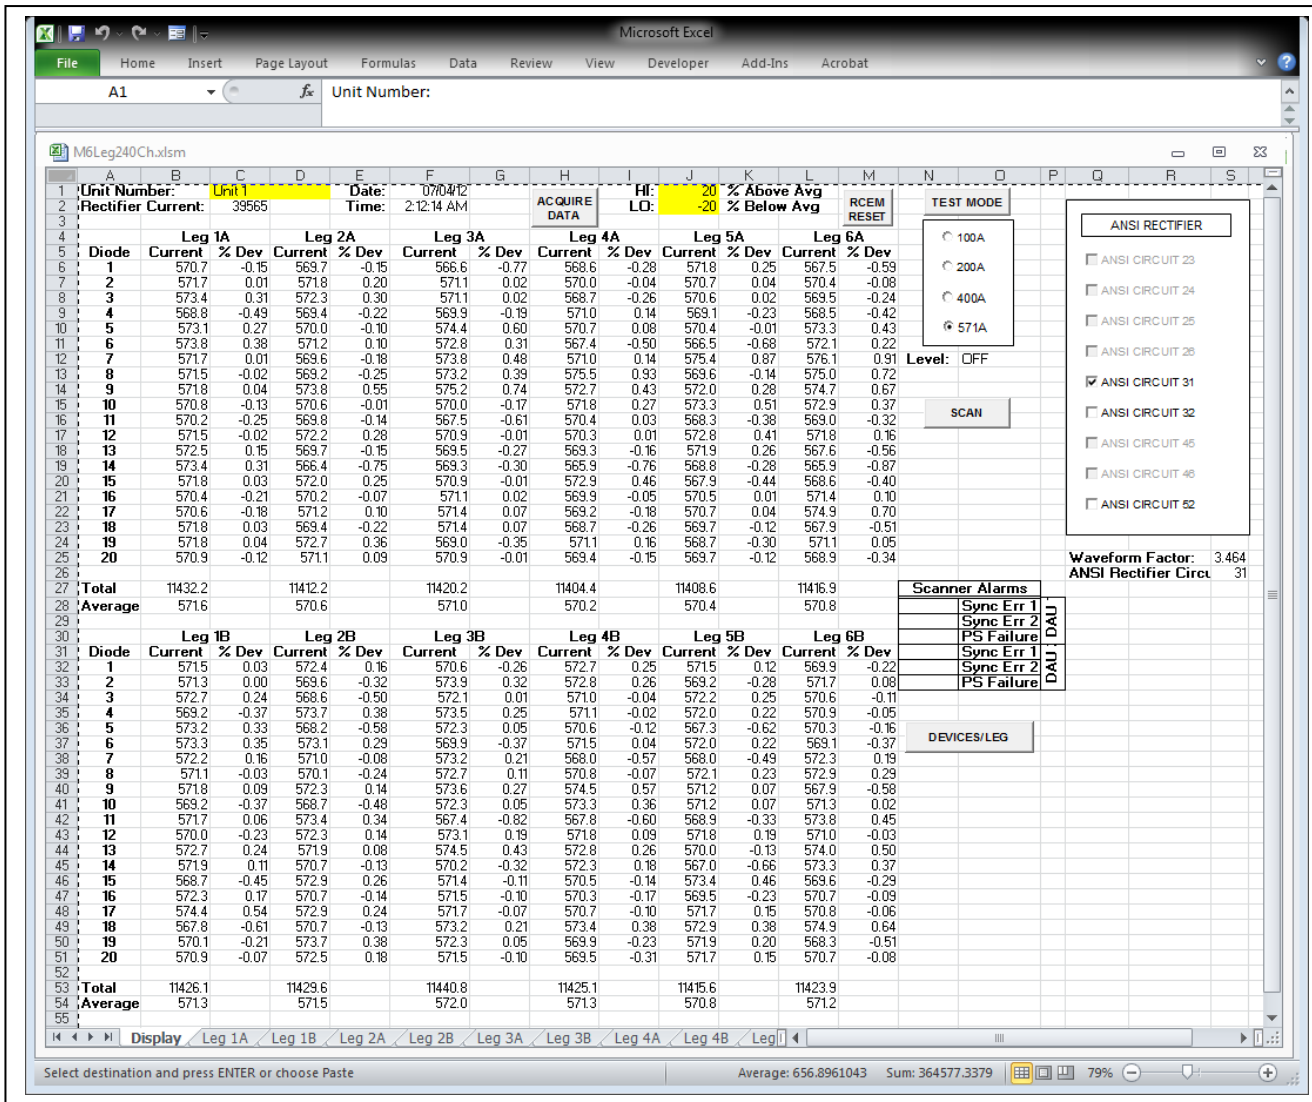 Microsoft Excel
File Home Insert Page Layout Formulas Data Review View Developer Add-Ins Acrobat
A1 fx Unit Number:
M6Leg240Ch.xlsm
A B C D E F G H I J K L M N O P Q R S
1 Unit Number: Unit 1 Date: 07/04/12 ACQUIRE DATA HI: 20 % Above Avg RCEM RESET TEST MODE
2 Rectifier Current: 39565 Time: 2:12:14 AM LO: -20 % Below Avg
3 ANSI RECTIFIER
4 Leg 1A Leg 2A Leg 3A Leg 4A Leg 5A Leg 6A 100A
5 Diode Current % Dev Current % Dev Current % Dev Current % Dev Current % Dev Current % Dev
6 1 570.7 -0.15 569.7 -0.15 566.6 -0.77 568.6 -0.28 571.8 0.25 567.5 -0.59 200A ANSI CIRCUIT 23
7 2 571.7 0.01 571.8 0.20 571.1 0.02 570.0 -0.04 570.7 0.04 570.4 -0.08
8 3 573.4 0.31 572.3 0.30 571.1 0.02 568.7 -0.26 570.6 0.02 569.5 -0.24 400A ANSI CIRCUIT 24
9 4 568.8 -0.49 569.4 -0.22 569.9 -0.19 571.0 0.14 569.1 -0.23 568.5 -0.42
10 5 573.1 0.27 570.0 -0.10 574.4 0.60 570.7 0.08 570.4 -0.01 573.3 0.43 571A ANSI CIRCUIT 25
11 6 573.8 0.38 571.2 0.10 572.8 0.31 567.4 -0.50 566.5 -0.68 572.1 0.22
12 7 571.7 0.01 569.6 -0.18 573.8 0.48 571.0 0.14 575.4 0.87 576.1 0.91 Level: OFF ANSI CIRCUIT 26
13 8 571.5 -0.02 569.2 -0.25 573.2 0.39 575.5 0.93 569.6 -0.14 575.0 0.72
14 9 571.8 0.04 573.8 0.55 575.2 0.74 572.7 0.43 572.0 0.28 574.7 0.67 ANSI CIRCUIT 31
15 10 570.8 -0.13 570.6 -0.01 570.0 -0.17 571.8 0.27 573.3 0.51 572.9 0.37
16 11 570.2 -0.25 569.8 -0.14 567.5 -0.61 570.4 0.03 568.3 -0.38 569.0 -0.32 SCAN ANSI CIRCUIT 32
17 12 571.5 -0.02 572.2 0.28 570.9 -0.01 570.3 0.01 572.8 0.41 571.8 0.16
18 13 572.5 0.15 569.7 -0.15 569.5 -0.27 569.3 -0.16 571.9 0.26 567.6 -0.56 ANSI CIRCUIT 45
19 14 573.4 0.31 566.4 -0.75 569.3 -0.30 565.9 -0.76 568.8 -0.28 565.9 -0.87
20 15 571.8 0.03 572.0 0.25 570.9 -0.01 572.9 0.46 567.9 -0.44 568.6 -0.40 ANSI CIRCUIT 46
21 16 570.4 -0.21 570.2 -0.07 571.1 0.02 569.9 -0.05 570.5 0.01 571.4 0.10
22 17 570.6 -0.18 571.2 0.10 571.4 0.07 569.2 -0.18 570.7 0.04 574.9 0.70 ANSI CIRCUIT 52
23 18 571.8 0.03 569.4 -0.22 571.4 0.07 568.7 -0.26 569.7 -0.12 567.9 -0.51
24 19 571.8 0.04 572.7 0.36 569.0 -0.35 571.1 0.16 568.7 -0.30 571.1 0.05
25 20 570.9 -0.12 571.1 0.09 570.9 -0.01 569.4 -0.15 569.7 -0.12 568.9 -0.34 Waveform Factor: 3.464
26 ANSI Rectifier Circu 31
27 Total 11432.2 11412.2 11420.2 11404.4 11408.6 11416.9 Scanner Alarms
28 Average 571.6 570.6 571.0 570.2 570.4 570.8 Sync Err 1
29 Sync Err 2 DAU
30 Leg 1B Leg 2B Leg 3B Leg 4B Leg 5B Leg 6B PS Failure
31 Diode Current % Dev Current % Dev Current % Dev Current % Dev Current % Dev Current % Dev Sync Err 1
32 1 571.5 0.03 572.4 0.16 570.6 -0.26 572.7 0.25 571.5 0.12 569.9 -0.22 Sync Err 2 DAU
33 2 571.3 0.00 569.6 -0.32 573.9 0.32 572.8 0.26 569.2 -0.28 571.7 0.08 PS Failure
34 3 572.7 0.24 568.6 -0.50 572.1 0.01 571.0 -0.04 572.2 0.25 570.6 -0.11
35 4 569.2 -0.37 573.7 0.38 573.5 0.25 571.1 -0.02 572.0 0.22 570.9 -0.05
36 5 573.2 0.33 568.2 -0.58 572.3 0.05 570.6 -0.12 567.3 -0.62 570.3 -0.16
37 6 573.3 0.35 573.1 0.29 569.9 -0.37 571.5 0.04 572.0 0.22 569.1 -0.37 DEVICES/LEG
38 7 572.2 0.16 571.0 -0.08 573.2 0.21 568.0 -0.57 568.0 -0.49 572.3 0.19
39 8 571.1 -0.03 570.1 -0.24 572.7 0.11 570.8 -0.07 572.1 0.23 572.9 0.29
40 9 571.8 0.09 572.3 0.14 573.6 0.27 574.5 0.57 571.2 0.07 567.9 -0.58
41 10 569.2 -0.37 568.7 -0.48 572.3 0.05 573.3 0.36 571.2 0.07 571.3 0.02
42 11 571.7 0.06 573.4 0.34 567.4 -0.82 567.8 -0.60 568.9 -0.33 573.8 0.45
43 12 570.0 -0.23 572.3 0.14 573.1 0.19 571.8 0.09 571.8 0.19 571.0 -0.03
44 13 572.7 0.24 571.9 0.08 574.5 0.43 572.8 0.26 570.0 -0.13 574.0 0.50
45 14 571.9 0.11 570.7 -0.13 570.2 -0.32 572.3 0.18 567.0 -0.66 573.3 0.37
46 15 568.7 -0.45 572.9 0.26 571.4 -0.11 570.5 -0.14 573.4 0.46 569.6 -0.29
47 16 572.3 0.17 570.7 -0.14 571.5 -0.10 570.3 -0.17 569.5 -0.23 570.7 -0.09
48 17 574.4 0.54 572.9 0.24 571.7 -0.07 570.7 -0.10 571.7 0.15 570.8 -0.06
49 18 567.8 -0.61 570.7 -0.13 573.2 0.21 573.4 0.38 572.9 0.38 574.9 0.64
50 19 570.1 -0.21 573.7 0.38 572.3 0.05 569.9 -0.23 571.9 0.20 568.3 -0.51
51 20 570.9 -0.07 572.5 0.18 571.5 -0.10 569.5 -0.31 571.7 0.15 570.7 -0.08
52
53 Total 11426.1 11429.6 11440.8 11425.1 11415.6 11423.9
54 Average 571.3 571.5 572.0 571.3 570.8 571.2
55
Display Leg 1A Leg 1B Leg 2A Leg 2B Leg 3A Leg 3B Leg 4A Leg 4B Leg
Select destination and press ENTER or choose Paste Average: 656.8961043 Sum: 364577.3379 79%